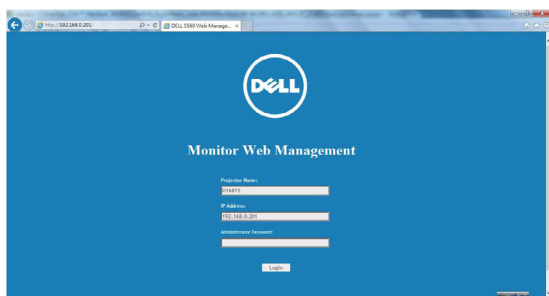 http://192.168.0.201/
DELL S560 Web Manage...
DELL
Monitor Web Management
Projector Name:
IP Address:
192.168.0.201
Administrator Password:
Login